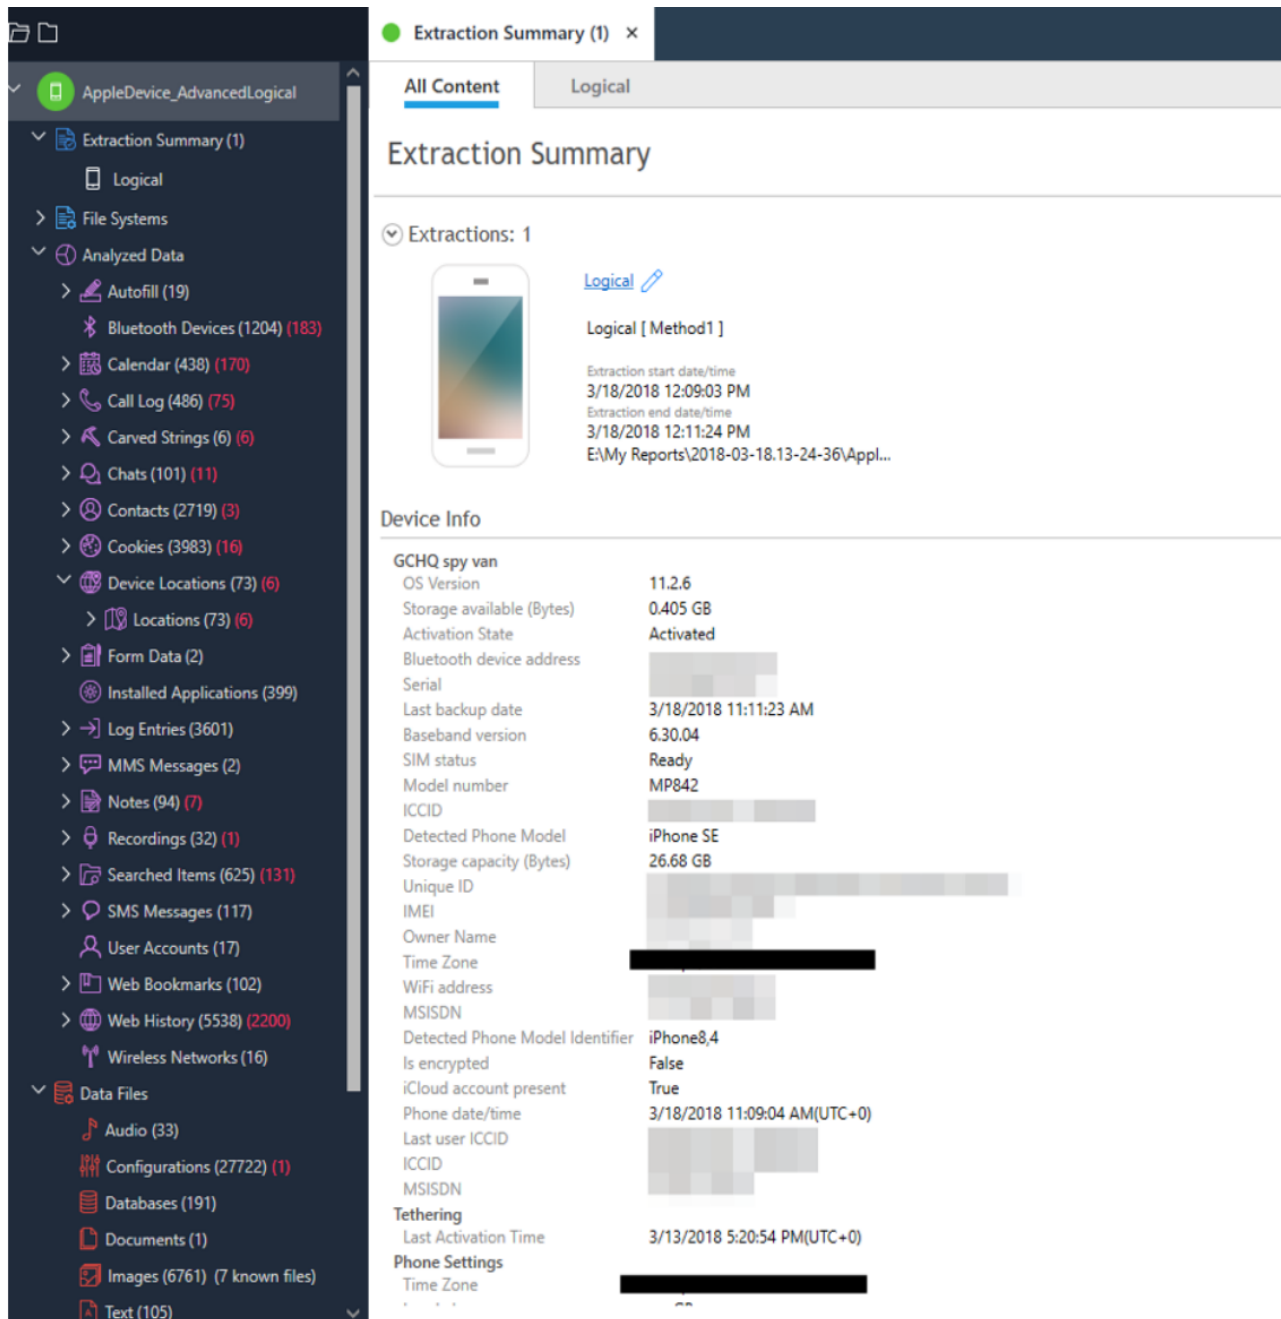 Extraction Summary (1) ×
AppleDevice_AdvancedLogical
Extraction Summary (1)
Logical
File Systems
Analyzed Data
Autofill (19)
Bluetooth Devices (1204) (183)
Calendar (438) (170)
Call Log (486) (75)
Carved Strings (6) (6)
Chats (101) (11)
Contacts (2719) (3)
Cookies (3983) (16)
Device Locations (73) (6)
Locations (73) (6)
Form Data (2)
Installed Applications (399)
Log Entries (3601)
MMS Messages (2)
Notes (94) (7)
Recordings (32) (1)
Searched Items (625) (131)
SMS Messages (117)
User Accounts (17)
Web Bookmarks (102)
Web History (5538) (2200)
Wireless Networks (16)
Data Files
Audio (33)
Configurations (27722) (1)
Databases (191)
Documents (1)
Images (6761) (7 known files)
Text (105)
All Content Logical
Extraction Summary
Extractions: 1
Logical
Logical [ Method1 ]
Extraction start date/time
3/18/2018 12:09:03 PM
Extraction end date/time
3/18/2018 12:11:24 PM
E:\My Reports\2018-03-18.13-24-36\Appl...
Device Info
GCHQ spy van
OS Version 11.2.6
Storage available (Bytes) 0.405 GB
Activation State Activated
Bluetooth device address
Serial
Last backup date 3/18/2018 11:11:23 AM
Baseband version 6.30.04
SIM status Ready
Model number MP842
ICCID
Detected Phone Model iPhone SE
Storage capacity (Bytes) 26.68 GB
Unique ID
IMEI
Owner Name
Time Zone
WiFi address
MSISDN
Detected Phone Model Identifier iPhone8,4
Is encrypted False
iCloud account present True
Phone date/time 3/18/2018 11:09:04 AM(UTC+0)
Last user ICCID
ICCID
MSISDN
Tethering
Last Activation Time 3/13/2018 5:20:54 PM(UTC+0)
Phone Settings
Time Zone